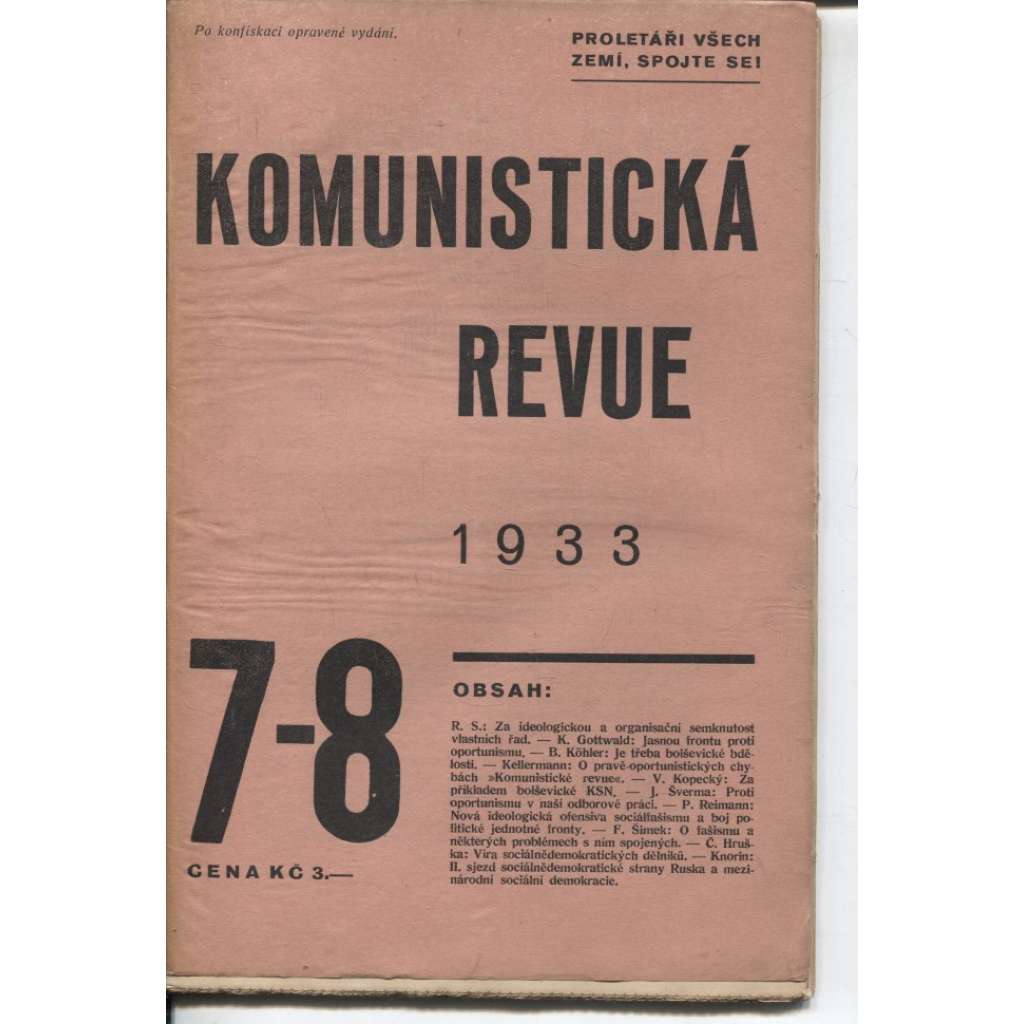 Po konfiskaci opravené vydání.
PROLETÁŘI VŠECH
ZEMÍ, SPOJTE SE!
KOMUNISTICKÁ
REVUE
1933
7-8
CENA KČ 3.—
OBSAH:
R. S.: Za ideologickou a organisační semknutost
vlastních řad. — K. Gottwald: Jasnou frontu proti
oportunismu. — B. Köhler: Je třeba bolševické bdě-
losti. — Kellermann: O pravě-oportunistických chy-
bách »Komunistické revue«. — V. Kopecký: Za
příkladem bolševické KSN. — J. Šverma: Proti
oportunismu v naší odborové práci. — P. Reimann:
Nová ideologická ofensiva sociálfašismu a boj po-
litické jednotné fronty. — F. Šimek: O fašismu a
některých problémech s ním spojených. — Č. Hruš-
ka: Víra sociálnědemokratických dělníků. — Knorin:
II. sjezd sociálnědemokratické strany Ruska a mezi-
národní sociální demokracie.